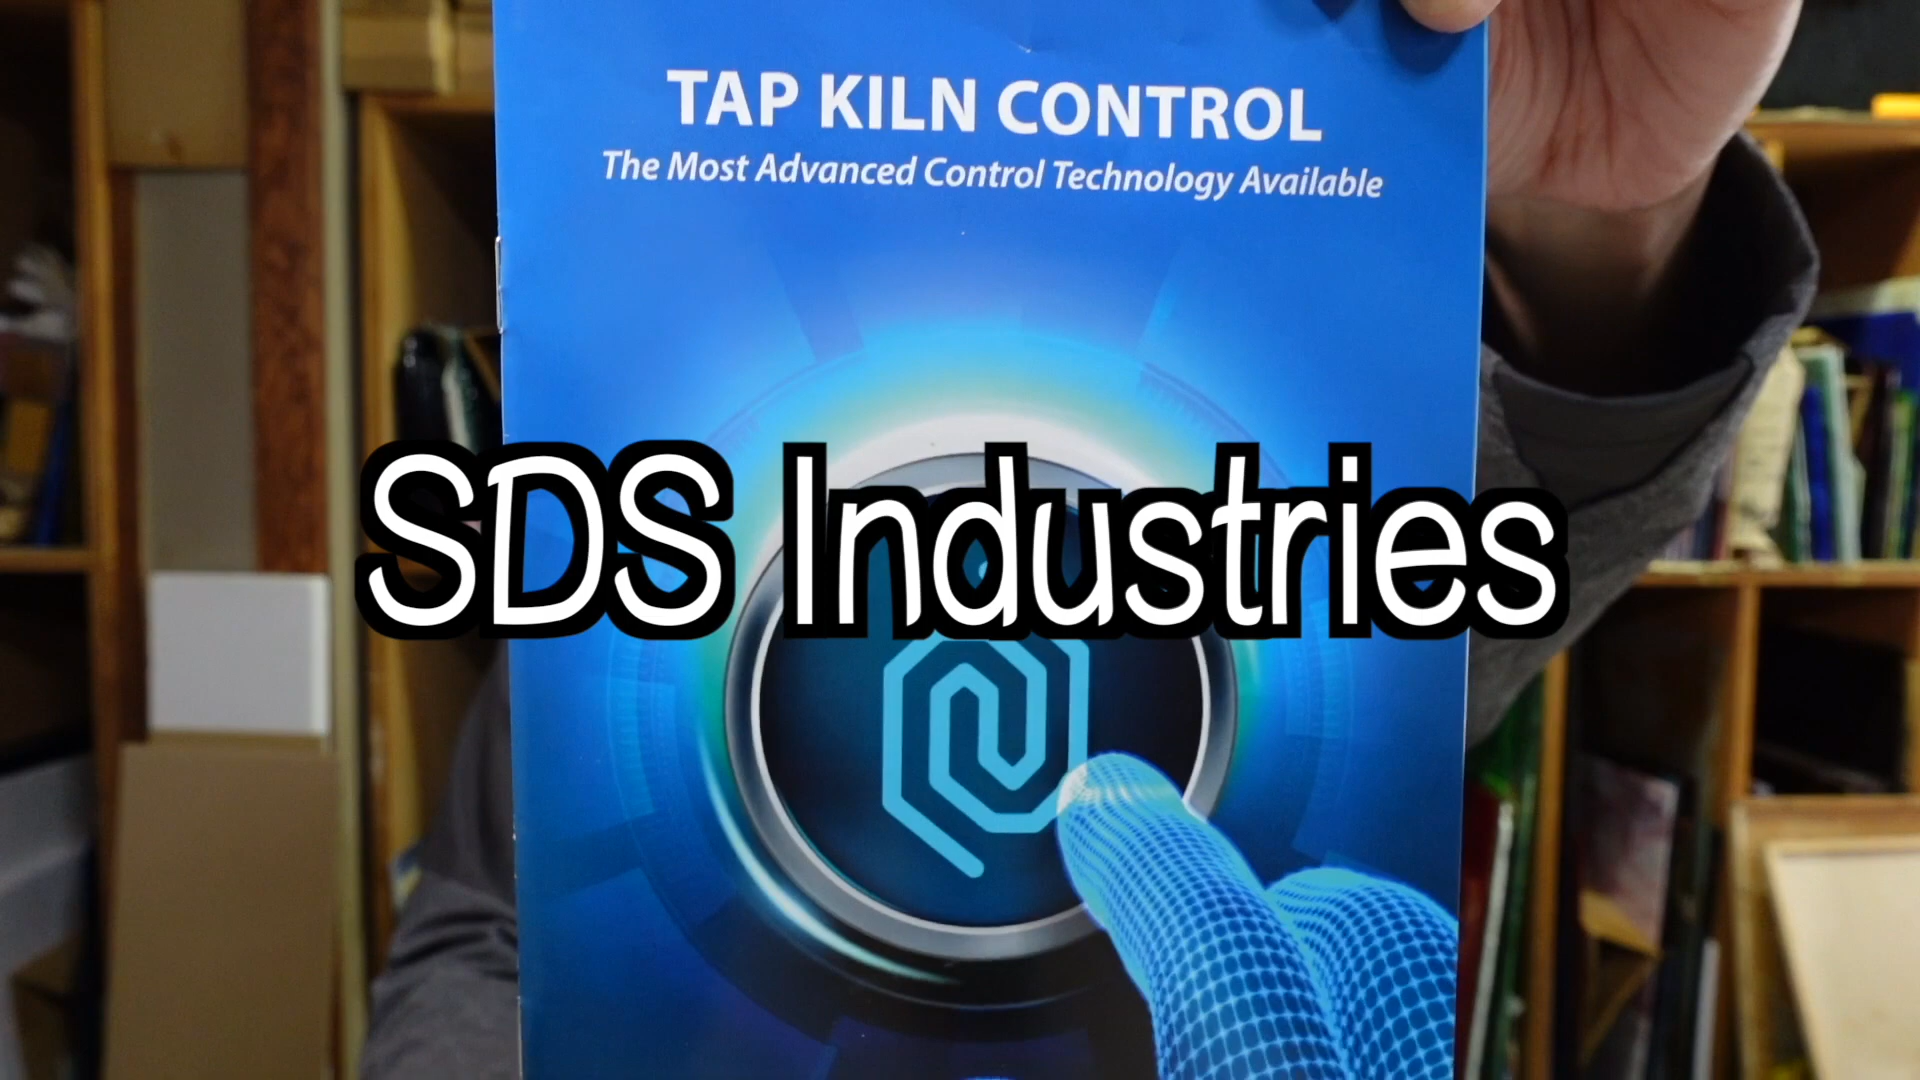 TAP KILN CONTROL
The Most Advanced Control Technology Available
SDS Industries